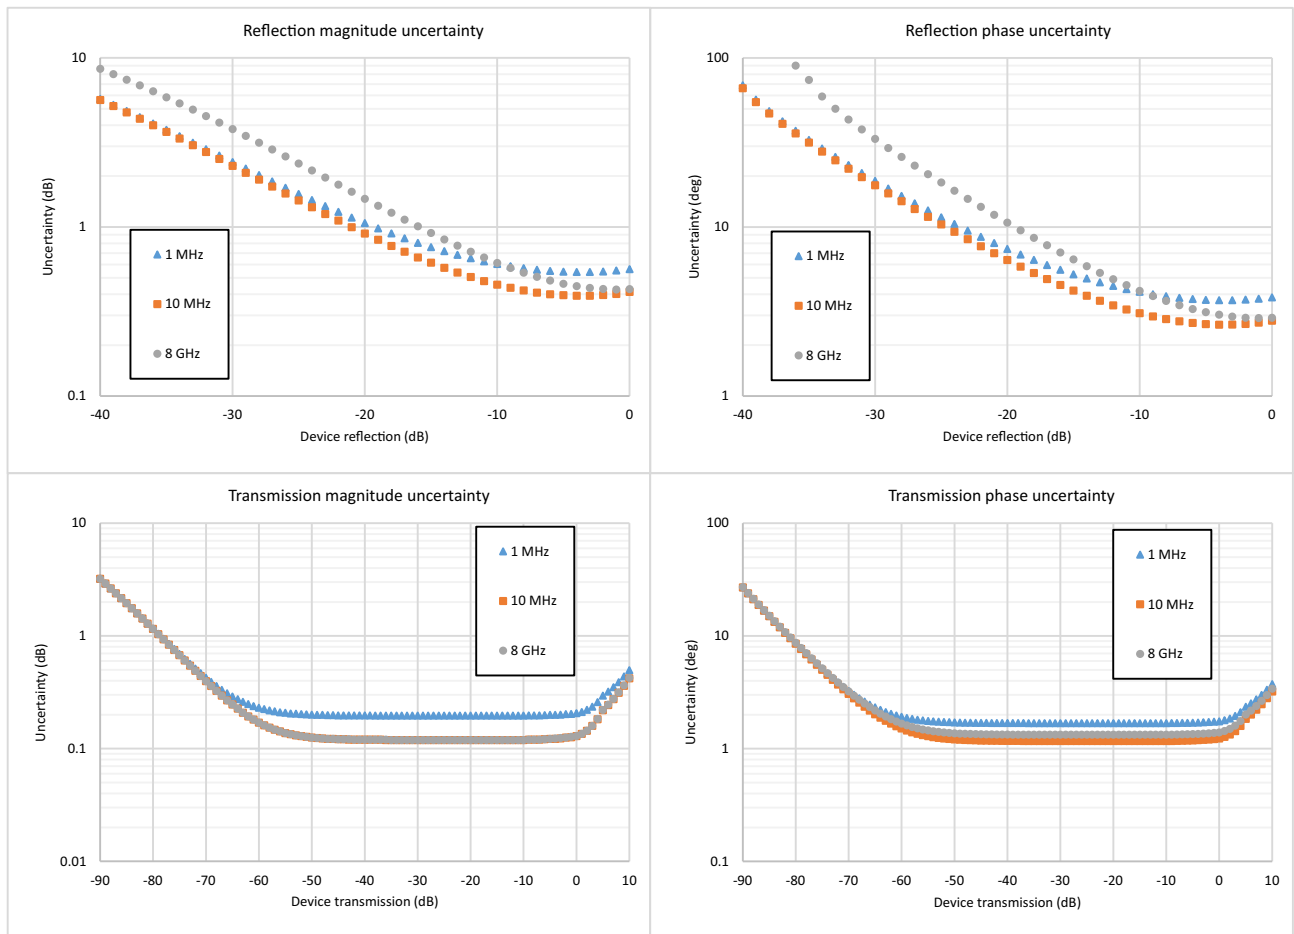 Reflection magnitude uncertainty
10
1
0.1
Uncertainty (dB)
1 MHz
10 MHz
8 GHz
-40 -30 -20 -10 0
Device reflection (dB)
Reflection phase uncertainty
100
10
1
Uncertainty (deg)
1 MHz
10 MHz
8 GHz
-40 -30 -20 -10 0
Device reflection (dB)
Transmission magnitude uncertainty
10
1
0.1
0.01
Uncertainty (dB)
1 MHz
10 MHz
8 GHz
-90 -80 -70 -60 -50 -40 -30 -20 -10 0 10
Device transmission (dB)
Transmission phase uncertainty
100
10
1
0.1
Uncertainty (deg)
1 MHz
10 MHz
8 GHz
-90 -80 -70 -60 -50 -40 -30 -20 -10 0 10
Device transmission (dB)